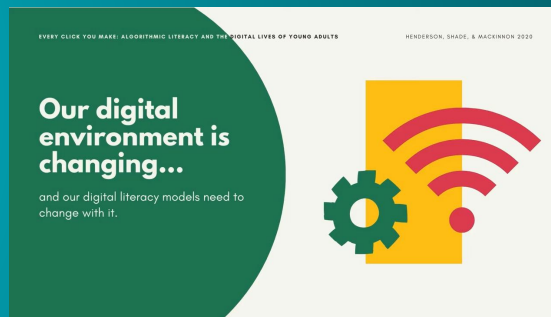 EVERY CLICK YOU MAKE: ALGORITHMIC LITERACY AND THE DIGITAL LIVES OF YOUNG ADULTS
HENDERSON, SHADE, & MACKINNON 2020
Our digital
environment is
changing...
and our digital literacy models need to
change with it.